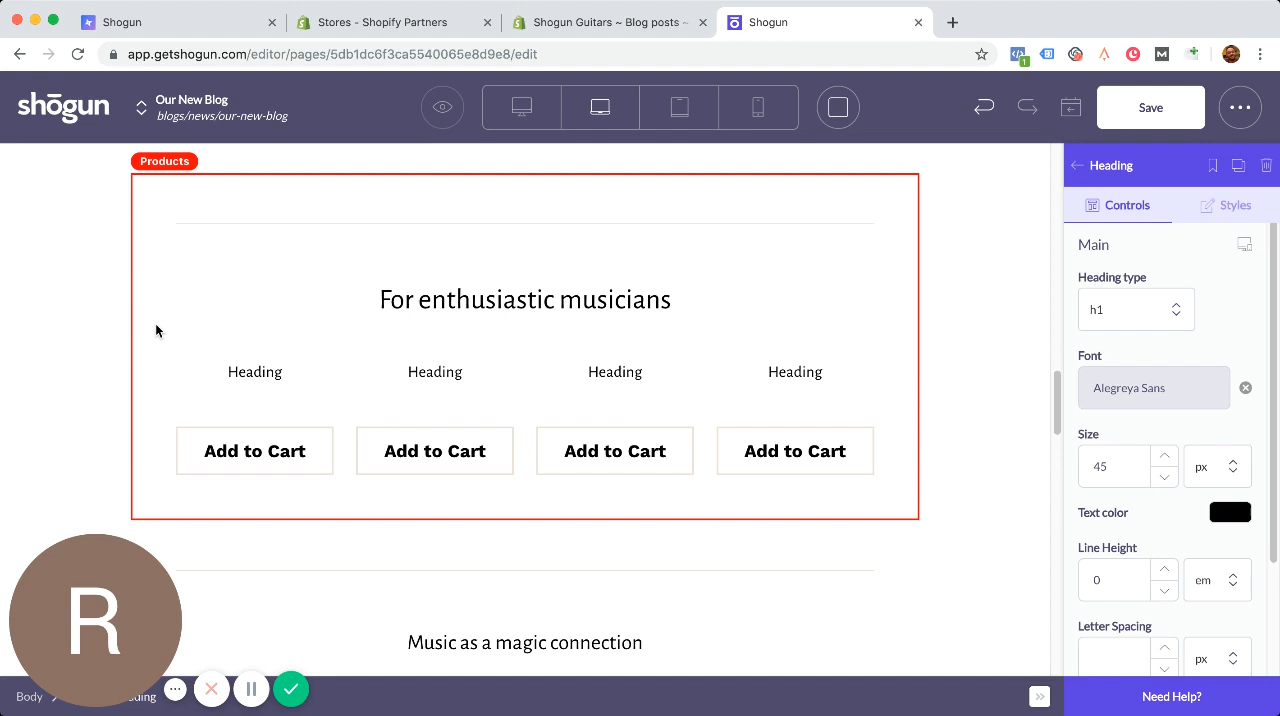 Shogun
Stores - Shopify Partners
Shogun Guitars ~ Blog posts ~
Shogun
app.getshogun.com/editor/pages/5db1dc6f3ca5540065e8d9e8/edit
1
M
shōgun
Our New Blog
blogs/news/our-new-blog
Save
Products
Heading
Controls
Styles
Main
Heading type
h1
Font
Alegreya Sans
Size
45
px
Text color
Line Height
0
em
Letter Spacing
px
For enthusiastic musicians
Heading Heading Heading Heading
Add to Cart Add to Cart Add to Cart Add to Cart
Music as a magic connection
R
Body
Need Help?